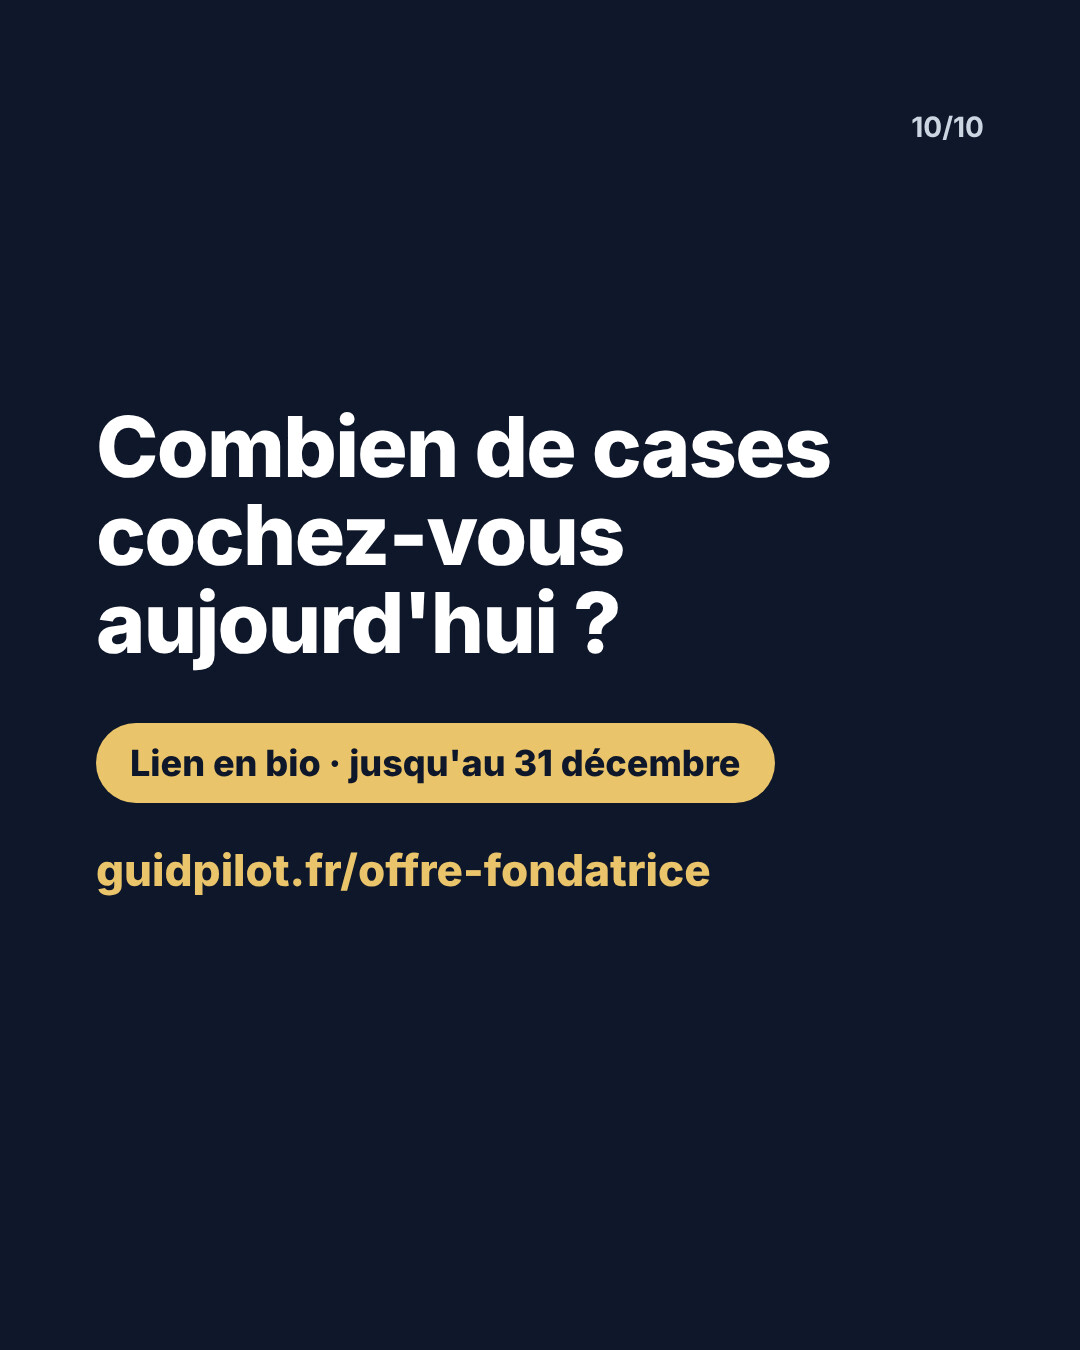 10/10
Combien de cases
cochez-vous
aujourd'hui ?
Lien en bio · jusqu'au 31 décembre
guidpilot.fr/offre-fondatrice